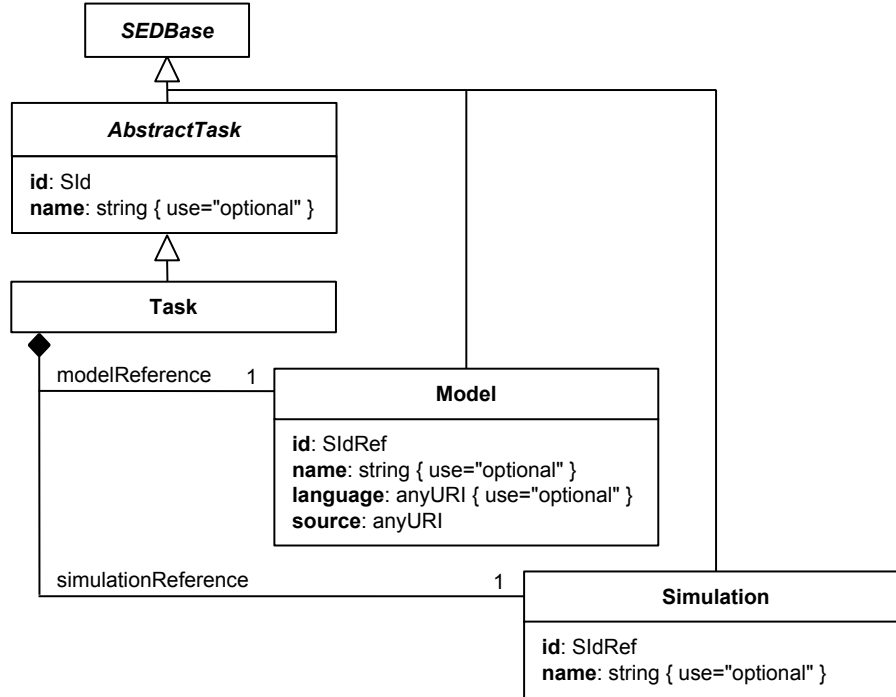 SEDBase
AbstractTask
id: SId
name: string { use="optional" }
Task
modelReference 1
Model
id: SIdRef
name: string { use="optional" }
language: anyURI { use="optional" }
source: anyURI
simulationReference 1
Simulation
id: SIdRef
name: string { use="optional" }